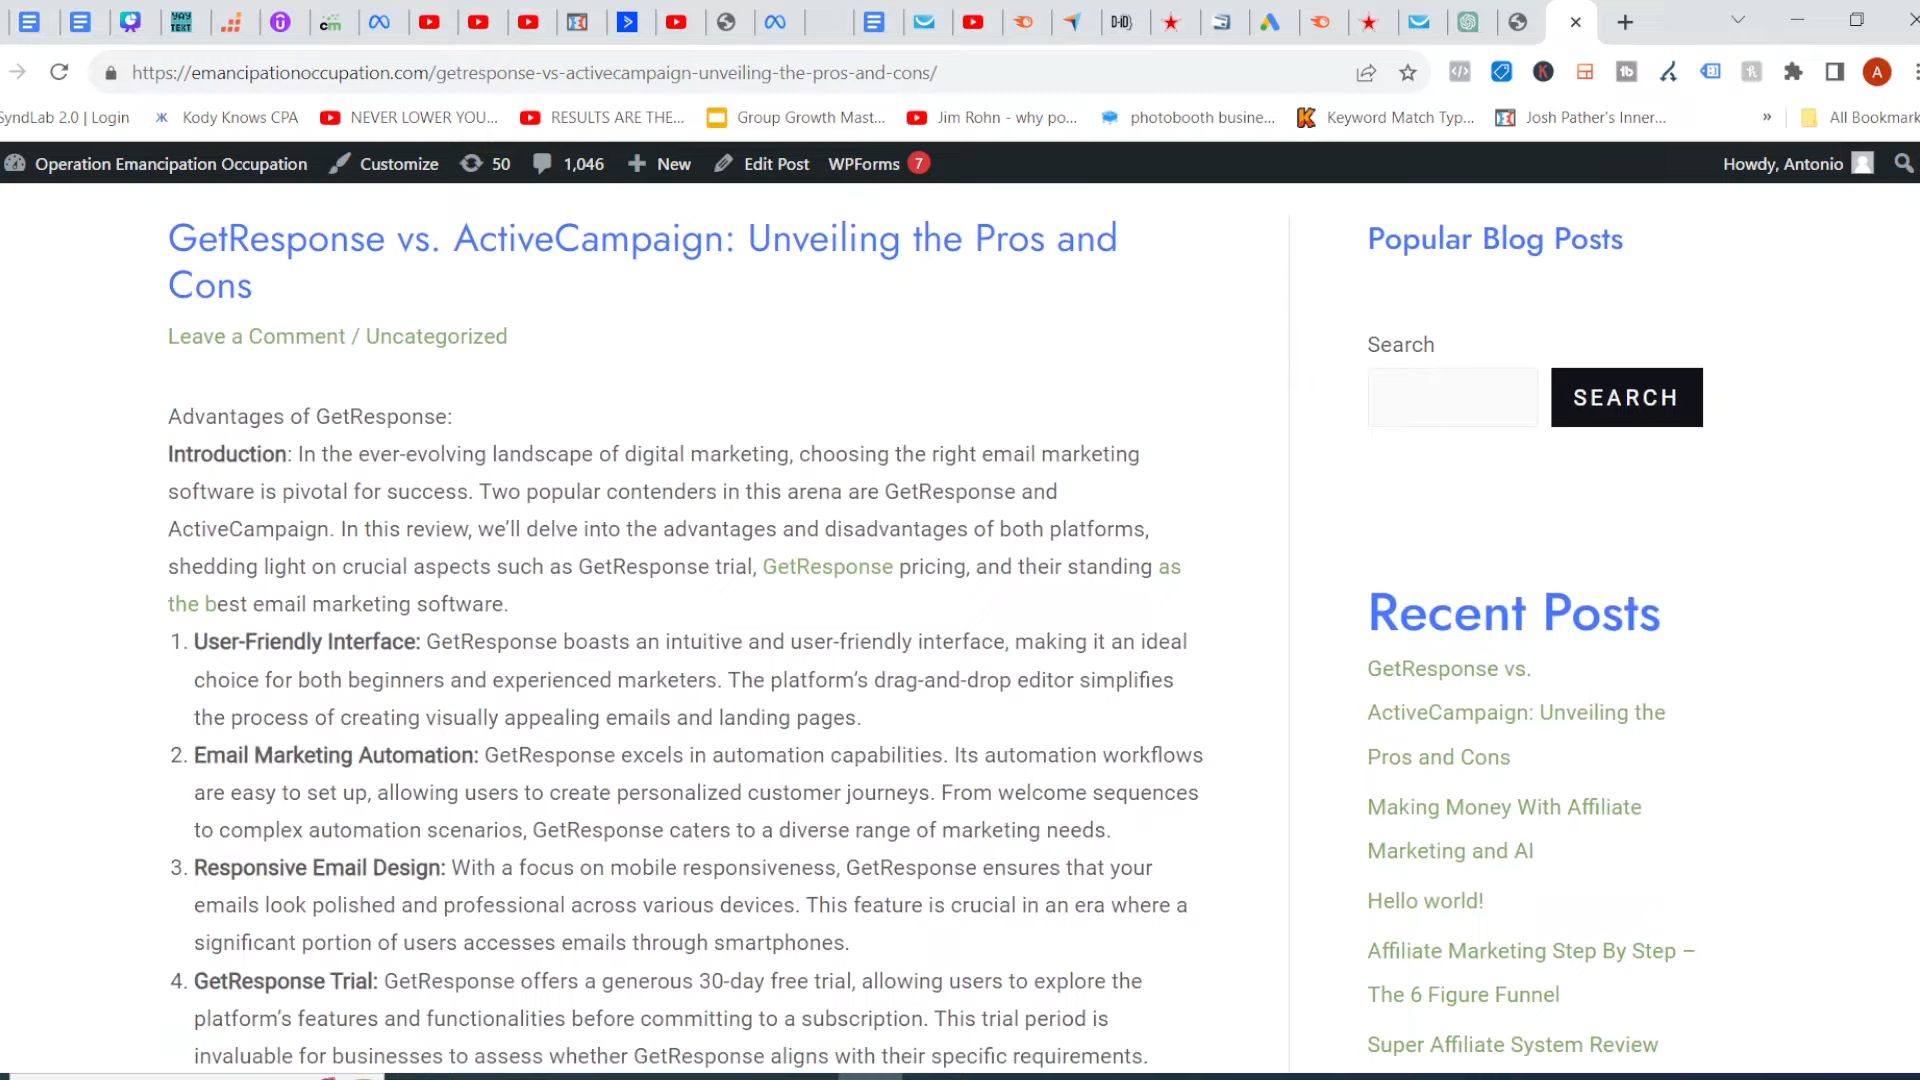 YAY
TEXT
cm
D-ID
https://emancipationoccupation.com/getresponse-vs-activecampaign-unveiling-the-pros-and-cons/
K
tb
A
SyndLab 2.0 | Login
Kody Knows CPA
NEVER LOWER YOU...
RESULTS ARE THE...
Group Growth Mast...
Jim Rohn - why po...
photobooth busine...
Keyword Match Typ...
Josh Pather's Inner...
»
All Bookmark
Operation Emancipation Occupation
Customize
50
1,046
New
Edit Post
WPForms 7
Howdy, Antonio
GetResponse vs. ActiveCampaign: Unveiling the Pros and
Cons
Leave a Comment / Uncategorized
Advantages of GetResponse:
Introduction: In the ever-evolving landscape of digital marketing, choosing the right email marketing
software is pivotal for success. Two popular contenders in this arena are GetResponse and
ActiveCampaign. In this review, we'll delve into the advantages and disadvantages of both platforms,
shedding light on crucial aspects such as GetResponse trial, GetResponse pricing, and their standing as
the best email marketing software.
1. User-Friendly Interface: GetResponse boasts an intuitive and user-friendly interface, making it an ideal
choice for both beginners and experienced marketers. The platform's drag-and-drop editor simplifies
the process of creating visually appealing emails and landing pages.
2. Email Marketing Automation: GetResponse excels in automation capabilities. Its automation workflows
are easy to set up, allowing users to create personalized customer journeys. From welcome sequences
to complex automation scenarios, GetResponse caters to a diverse range of marketing needs.
3. Responsive Email Design: With a focus on mobile responsiveness, GetResponse ensures that your
emails look polished and professional across various devices. This feature is crucial in an era where a
significant portion of users accesses emails through smartphones.
4. GetResponse Trial: GetResponse offers a generous 30-day free trial, allowing users to explore the
platform's features and functionalities before committing to a subscription. This trial period is
invaluable for businesses to assess whether GetResponse aligns with their specific requirements.
Popular Blog Posts
Search
SEARCH
Recent Posts
GetResponse vs.
ActiveCampaign: Unveiling the
Pros and Cons
Making Money With Affiliate
Marketing and AI
Hello world!
Affiliate Marketing Step By Step –
The 6 Figure Funnel
Super Affiliate System Review